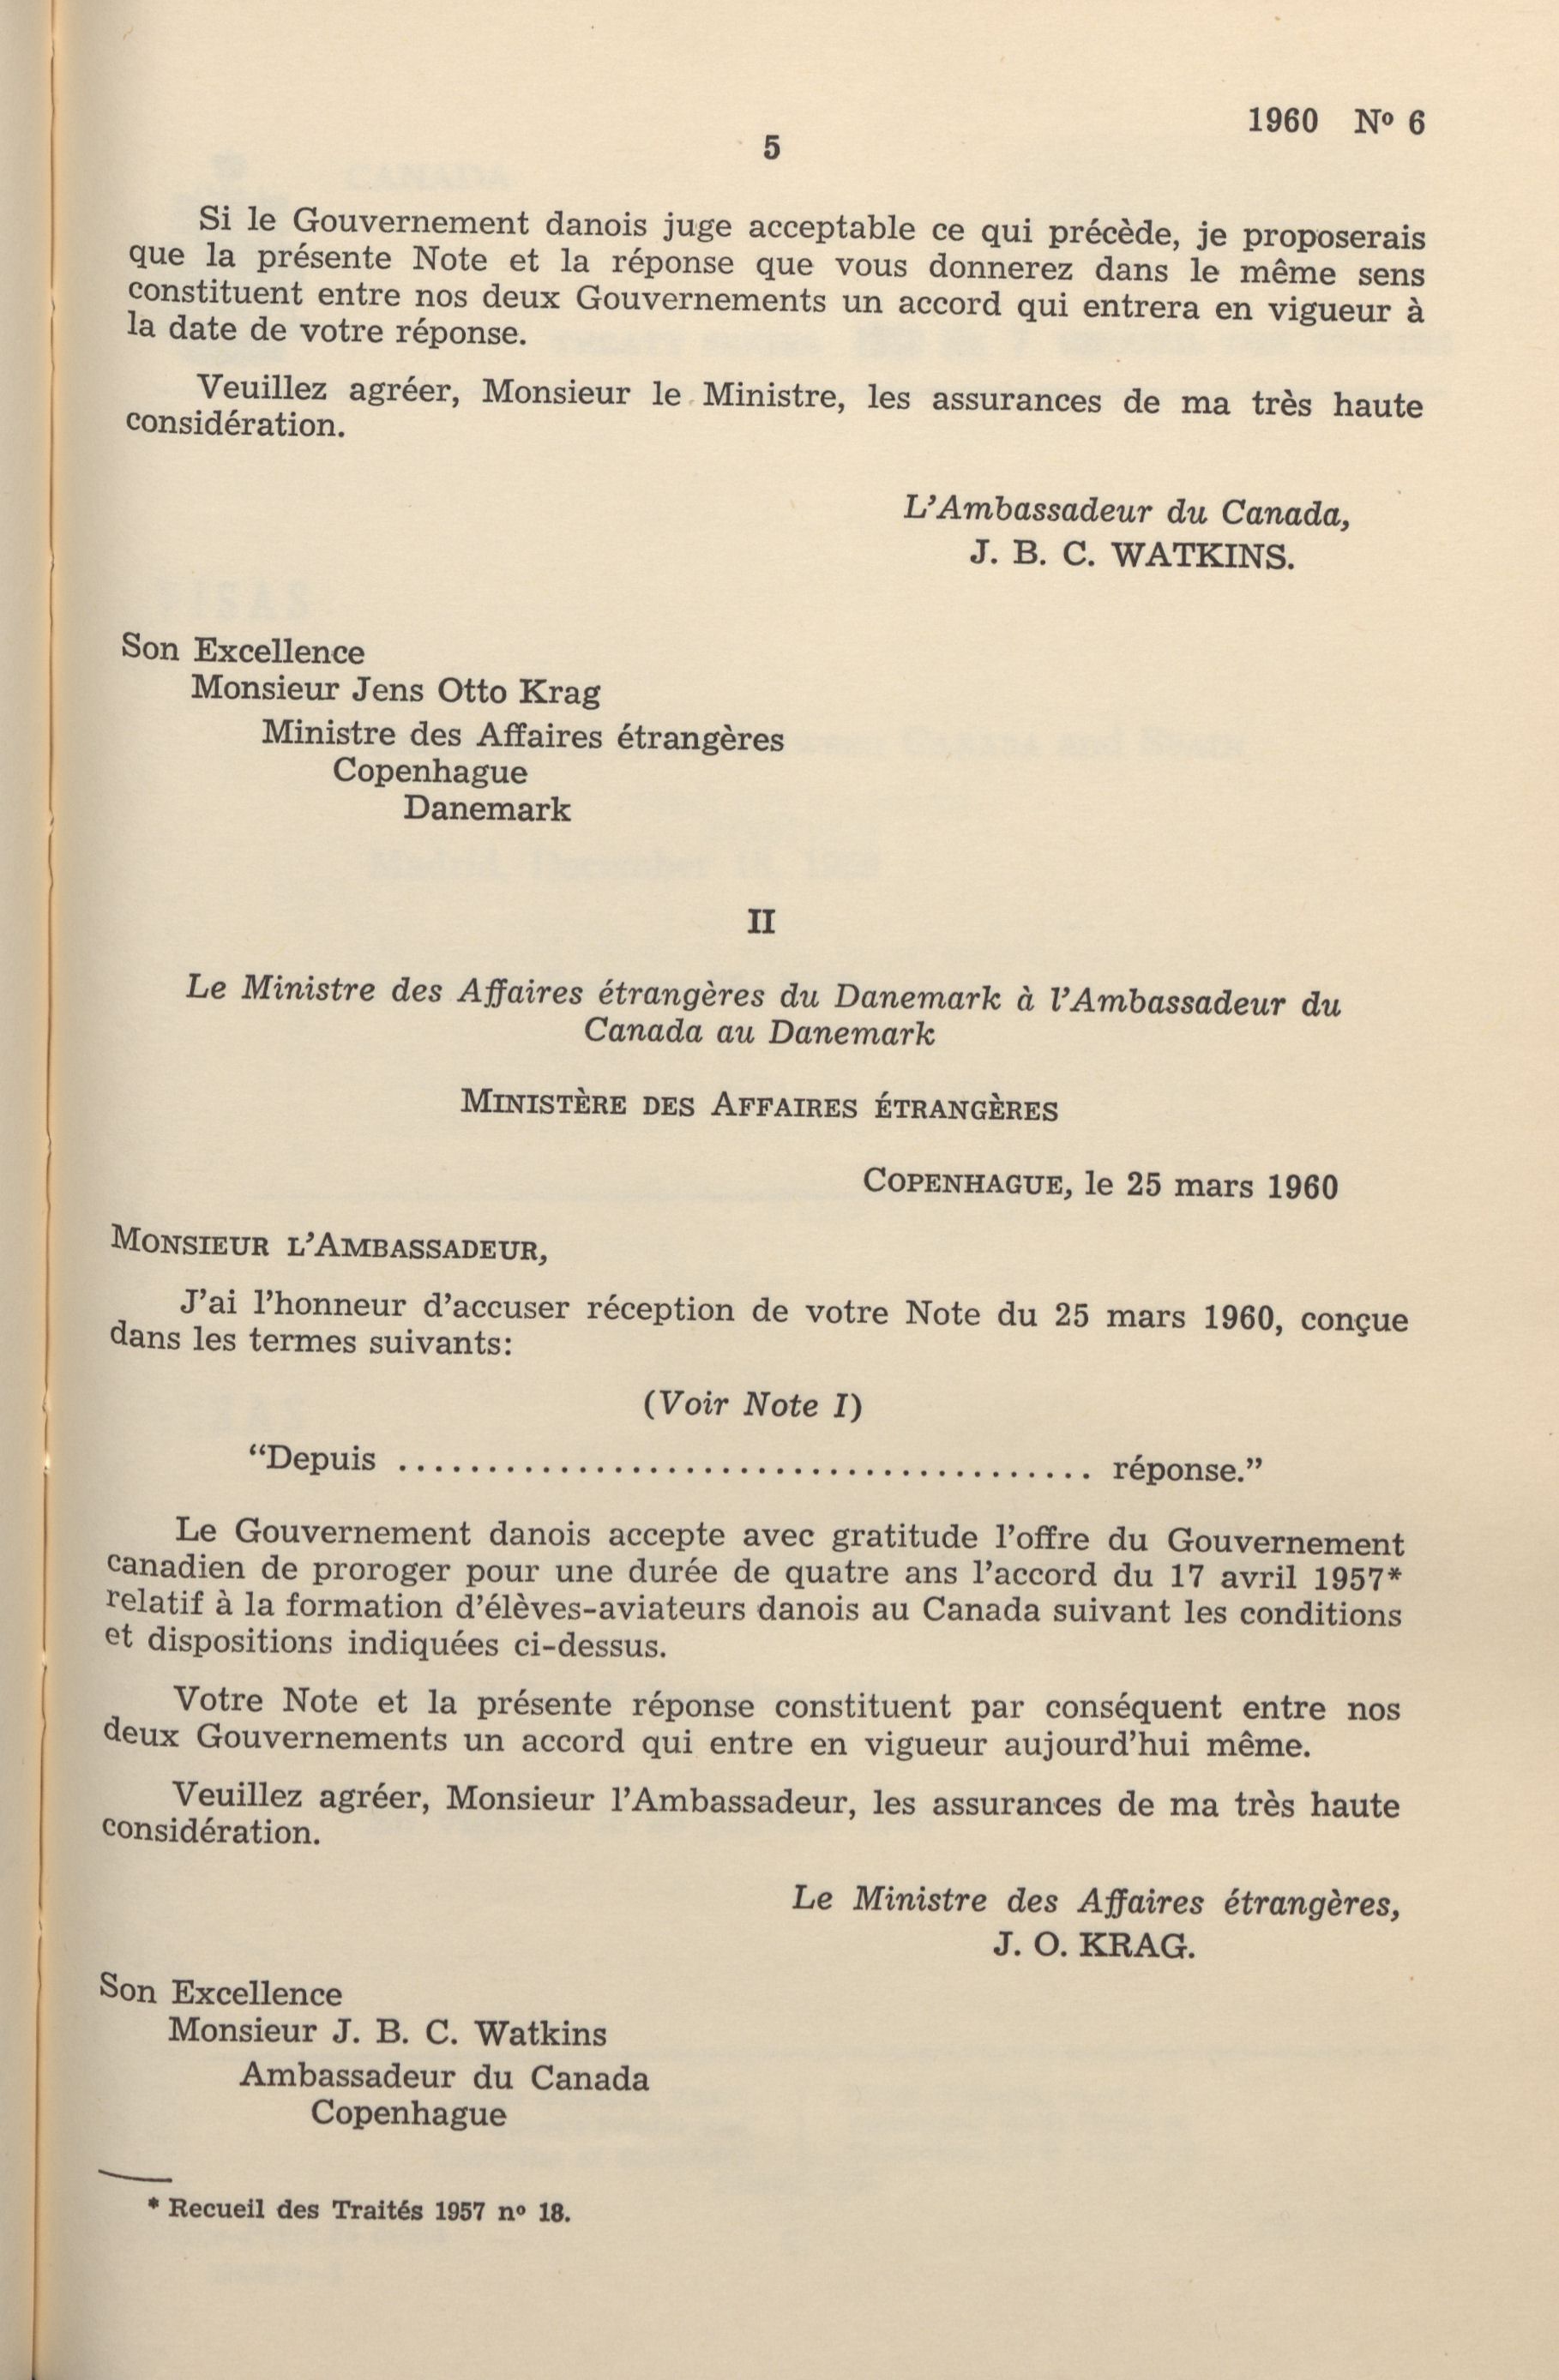 1960 Nº 6
5
Si le Gouvernement danois juge acceptable ce qui précède, je proposerais
que la présente Note et la réponse que vous donnerez dans le même sens
constituent entre nos deux Gouvernements un accord qui entrera en vigueur à
la date de votre réponse.
Veuillez agréer, Monsieur le Ministre, les assurances de ma très haute
considération.
L'Ambassadeur du Canada,
J. B. C. WATKINS.
Son Excellence
Monsieur Jens Otto Krag
Ministre des Affaires étrangères
Copenhague
Danemark
II
Le Ministre des Affaires étrangères du Danemark à l'Ambassadeur du
Canada au Danemark
MINISTÈRE DES AFFAIRES ÉTRANGÈRES
COPENHAGUE, le 25 mars 1960
MONSIEUR L'AMBASSADEUR,
J'ai l'honneur d'accuser réception de votre Note du 25 mars 1960, conçue
dans les termes suivants:
(Voir Note I)
“Depuis ........................................... réponse.”
Le Gouvernement danois accepte avec gratitude l'offre du Gouvernement
canadien de proroger pour une durée de quatre ans l'accord du 17 avril 1957*
relatif à la formation d'élèves-aviateurs danois au Canada suivant les conditions
et dispositions indiquées ci-dessus.
Votre Note et la présente réponse constituent par conséquent entre nos
deux Gouvernements un accord qui entre en vigueur aujourd'hui même.
Veuillez agréer, Monsieur l'Ambassadeur, les assurances de ma très haute
considération.
Le Ministre des Affaires étrangères,
J. O. KRAG.
Son Excellence
Monsieur J. B. C. Watkins
Ambassadeur du Canada
Copenhague
* Recueil des Traités 1957 nº 18.